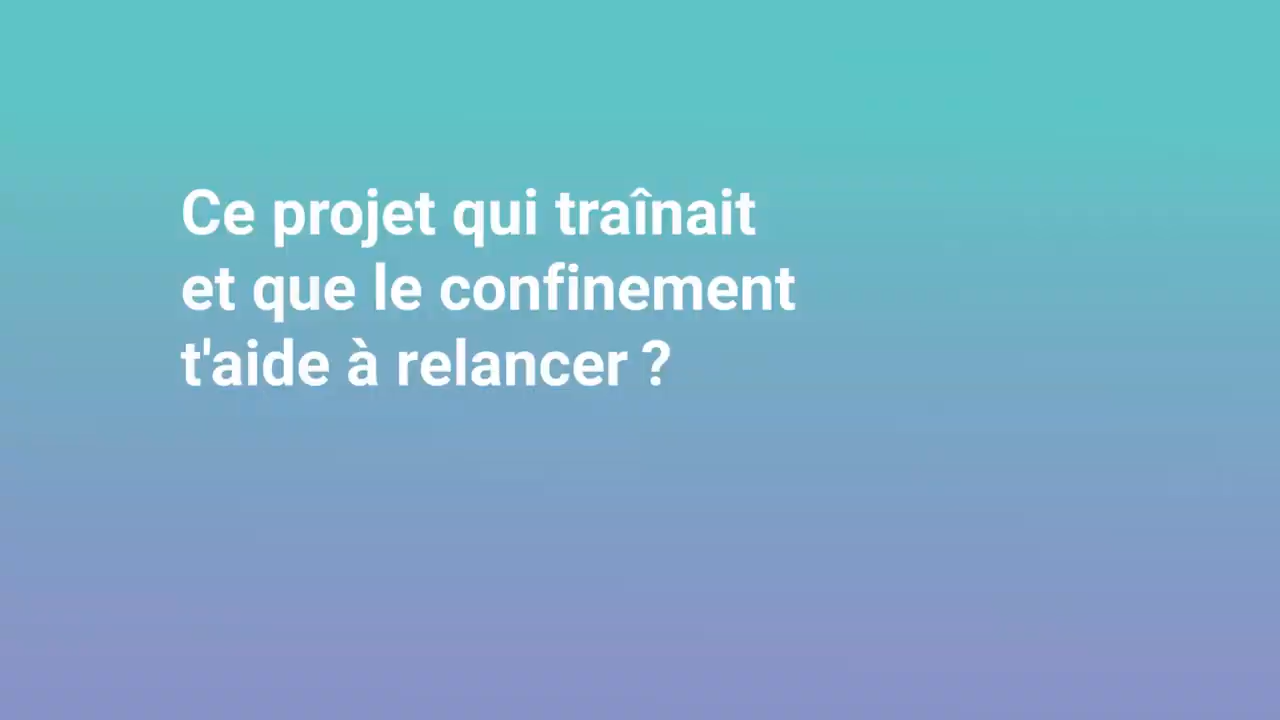 Ce projet qui traînait
et que le confinement
t'aide à relancer ?